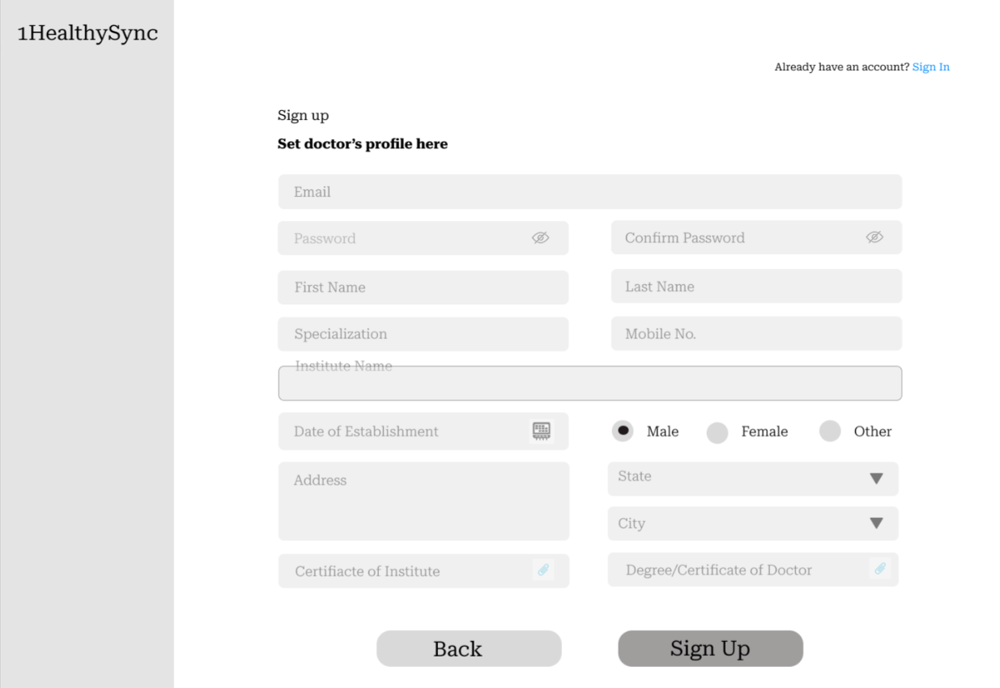 1HealthySync
Already have an account? Sign In
Sign up
Set doctor's profile here
Email
Password
Confirm Password
First Name
Last Name
Specialization
Mobile No.
Institute Name
Date of Establishment
Male
Female
Other
Address
State
City
Certifiacte of Institute
Degree/Certificate of Doctor
Back
Sign Up